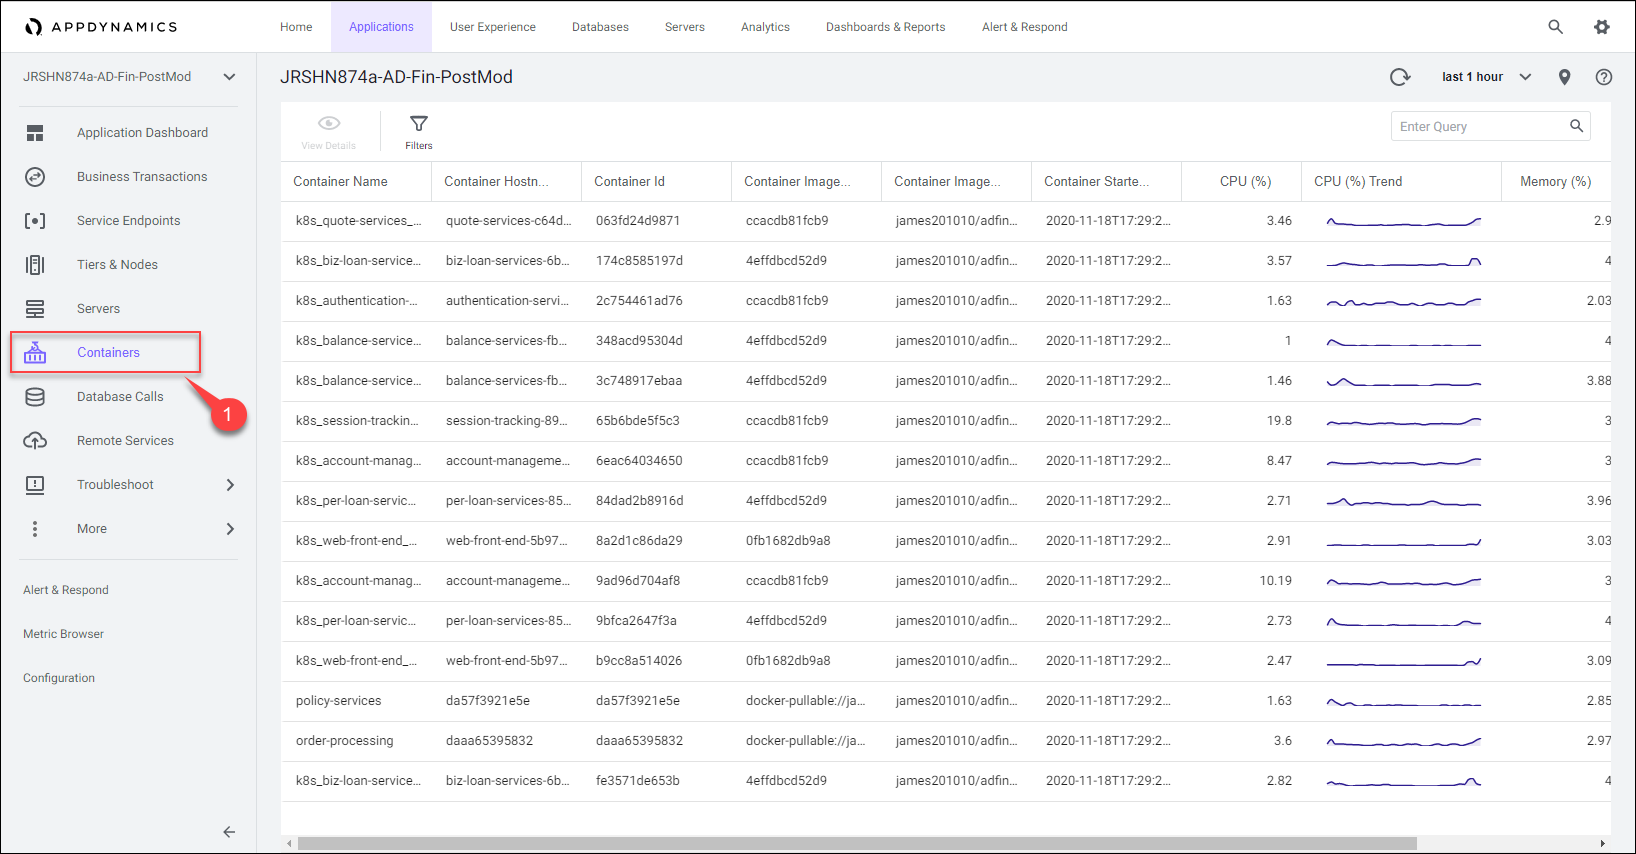 APPDYNAMICS
Home Applications User Experience Databases Servers Analytics Dashboards & Reports Alert & Respond
JRSHN874a-AD-Fin-PostMod
Application Dashboard
Business Transactions
Service Endpoints
Tiers & Nodes
Servers
Containers
1
Database Calls
Remote Services
Troubleshoot
More
Alert & Respond
Metric Browser
Configuration
JRSHN874a-AD-Fin-PostMod last 1 hour
View Details Filters Enter Query
Container Name Container Hostn... Container Id Container Image... Container Image... Container Starte... CPU (%) CPU (%) Trend Memory (%)
k8s_quote-services_... quote-services-c64d... 063fd24d9871 ccacdb81fcb9 james201010/adfin... 2020-11-18T17:29:2... 3.46 2.9
k8s_biz-loan-service... biz-loan-services-6b... 174c8585197d 4effdbcd52d9 james201010/adfin... 2020-11-18T17:29:2... 3.57 4
k8s_authentication-... authentication-servi... 2c754461ad76 ccacdb81fcb9 james201010/adfin... 2020-11-18T17:29:2... 1.63 2.03
k8s_balance-service... balance-services-fb... 348acd95304d 4effdbcd52d9 james201010/adfin... 2020-11-18T17:29:2... 1 4
k8s_balance-service... balance-services-fb... 3c748917ebaa 4effdbcd52d9 james201010/adfin... 2020-11-18T17:29:2... 1.46 3.88
k8s_session-trackin... session-tracking-89... 65b6bde5f5c3 ccacdb81fcb9 james201010/adfin... 2020-11-18T17:29:2... 19.8 3
k8s_account-manag... account-manageme... 6eac64034650 ccacdb81fcb9 james201010/adfin... 2020-11-18T17:29:2... 8.47 3
k8s_per-loan-servic... per-loan-services-85... 84dad2b8916d 4effdbcd52d9 james201010/adfin... 2020-11-18T17:29:2... 2.71 3.96
k8s_web-front-end_... web-front-end-5b97... 8a2d1c86da29 0fb1682db9a8 james201010/adfin... 2020-11-18T17:29:2... 2.91 3.03
k8s_account-manag... account-manageme... 9ad96d704af8 ccacdb81fcb9 james201010/adfin... 2020-11-18T17:29:2... 10.19 3
k8s_per-loan-servic... per-loan-services-85... 9bfca2647f3a 4effdbcd52d9 james201010/adfin... 2020-11-18T17:29:2... 2.73 4
k8s_web-front-end_... web-front-end-5b97... b9cc8a514026 0fb1682db9a8 james201010/adfin... 2020-11-18T17:29:2... 2.47 3.09
policy-services da57f3921e5e da57f3921e5e docker-pullable://ja... james201010/adfin... 2020-11-18T17:29:2... 1.63 2.85
order-processing daaa65395832 daaa65395832 docker-pullable://ja... james201010/adfin... 2020-11-18T17:29:2... 3.6 2.97
k8s_biz-loan-service... biz-loan-services-6b... fe3571de653b 4effdbcd52d9 james201010/adfin... 2020-11-18T17:29:2... 2.82 4